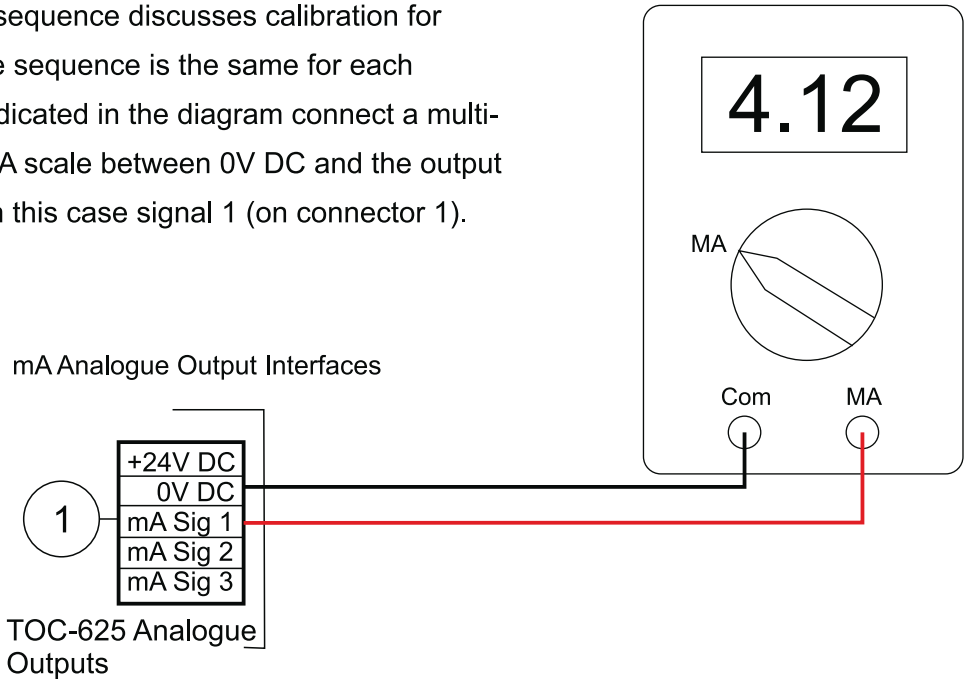 sequence discusses calibration for
e sequence is the same for each
dicated in the diagram connect a multi-
A scale between 0V DC and the output
this case signal 1 (on connector 1).
4.12
MA
Com MA
mA Analogue Output Interfaces
+24V DC
0V DC
1 mA Sig 1
mA Sig 2
mA Sig 3
TOC-625 Analogue
Outputs